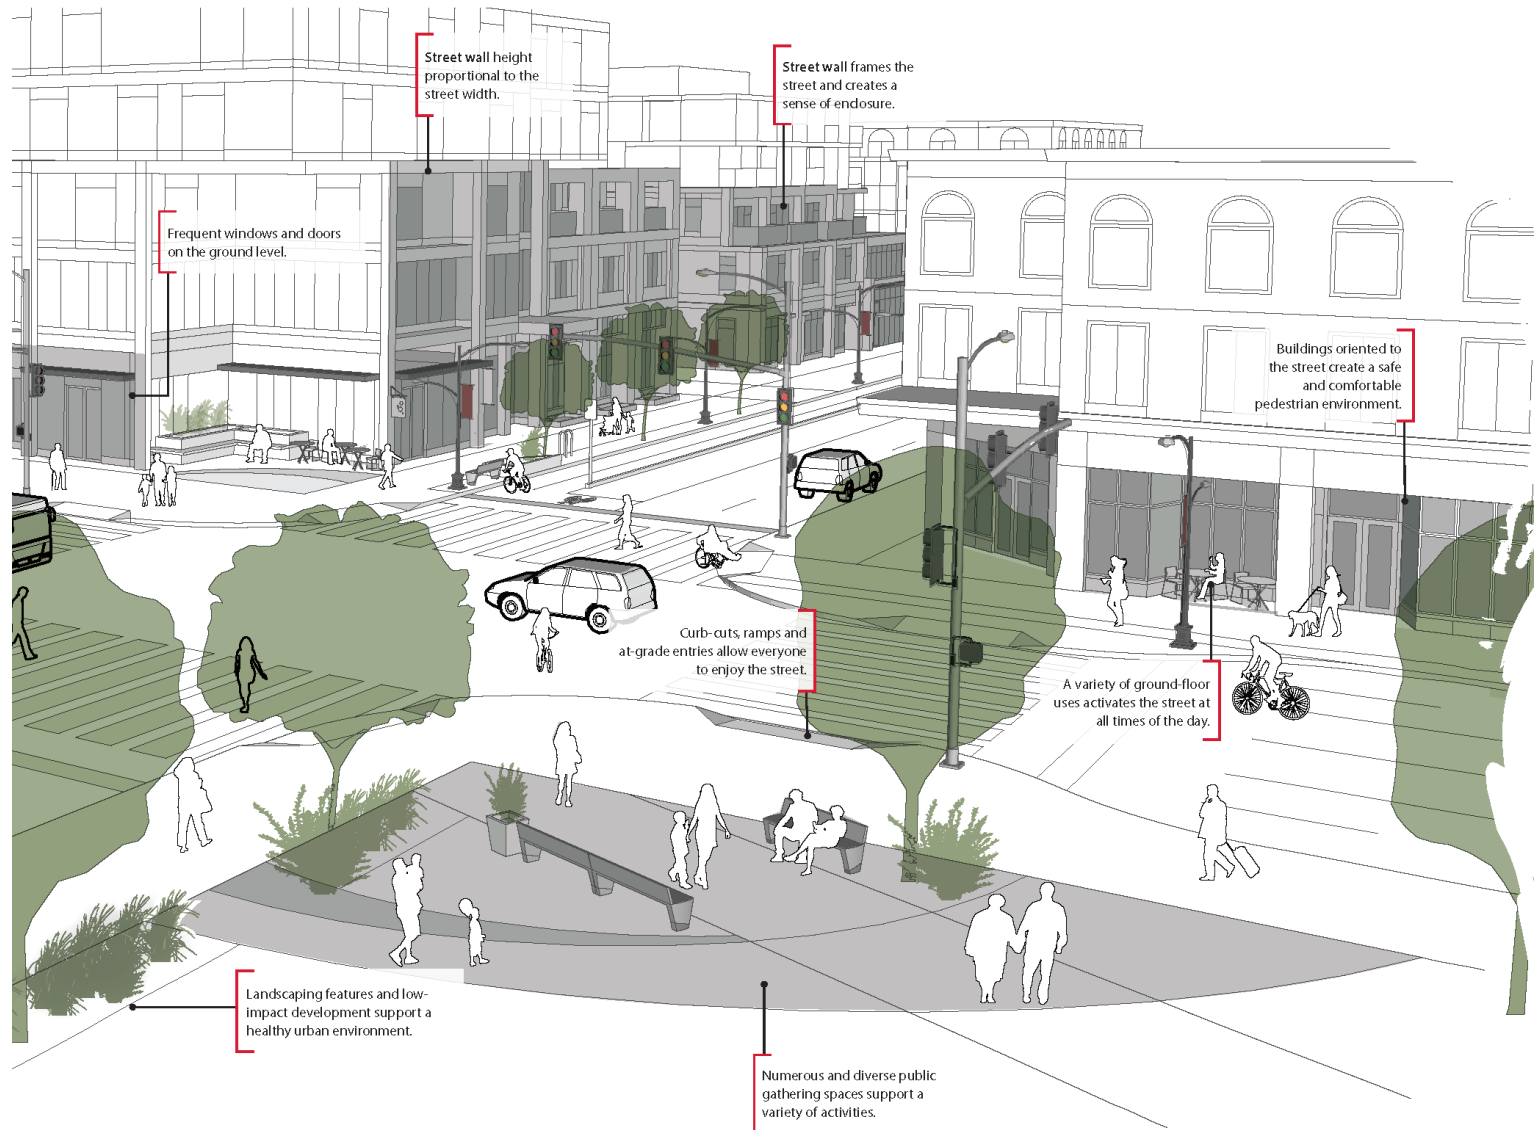 Street wall height
proportional to the
street width.
Street wall frames the
street and creates a
sense of enclosure.
Frequent windows and doors
on the ground level.
Buildings oriented to
the street create a safe
and comfortable
pedestrian environment.
Curb-cuts, ramps and
at-grade entries allow everyone
to enjoy the street.
A variety of ground-floor
uses activates the street at
all times of the day.
Landscaping features and low-
impact development support a
healthy urban environment.
Numerous and diverse public
gathering spaces support a
variety of activities.